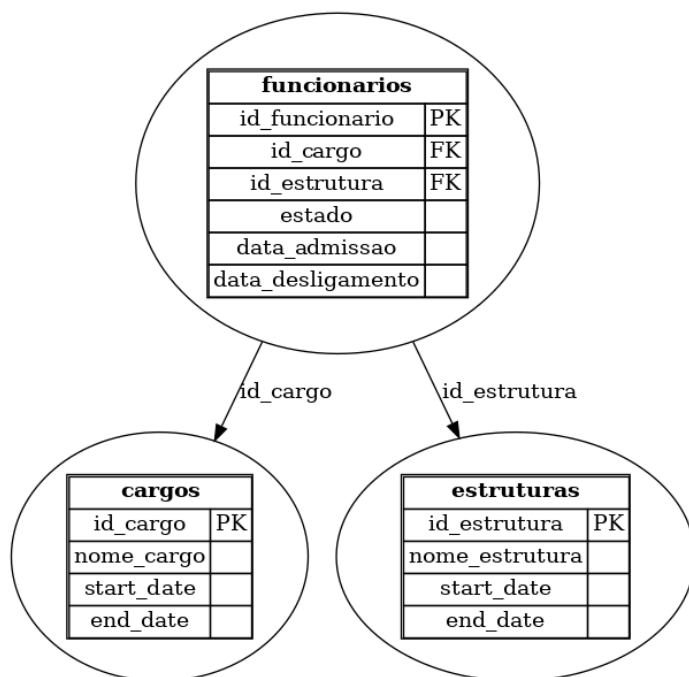 funcionarios
id_funcionario PK
id_cargo FK
id_estrutura FK
estado
data_admissao
data_desligamento
id_cargo
id_estrutura
cargos
id_cargo PK
nome_cargo
start_date
end_date
estruturas
id_estrutura PK
nome_estrutura
start_date
end_date